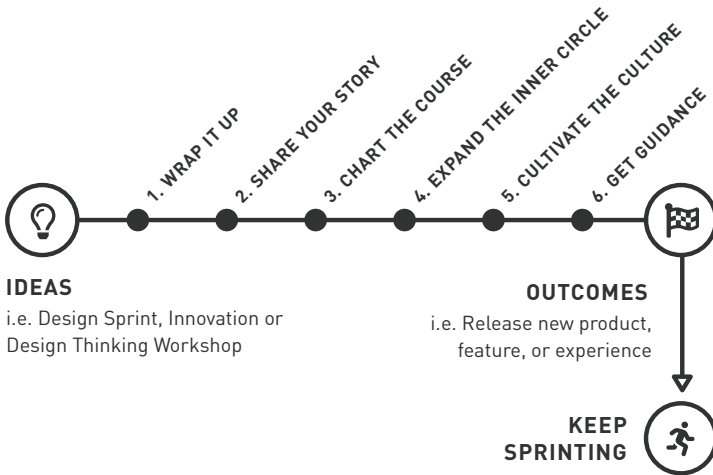 1. WRAP IT UP
2. SHARE YOUR STORY
3. CHART THE COURSE
4. EXPAND THE INNER CIRCLE
5. CULTIVATE THE CULTURE
6. GET GUIDANCE
IDEAS
i.e. Design Sprint, Innovation or
Design Thinking Workshop
OUTCOMES
i.e. Release new product,
feature, or experience
KEEP
SPRINTING